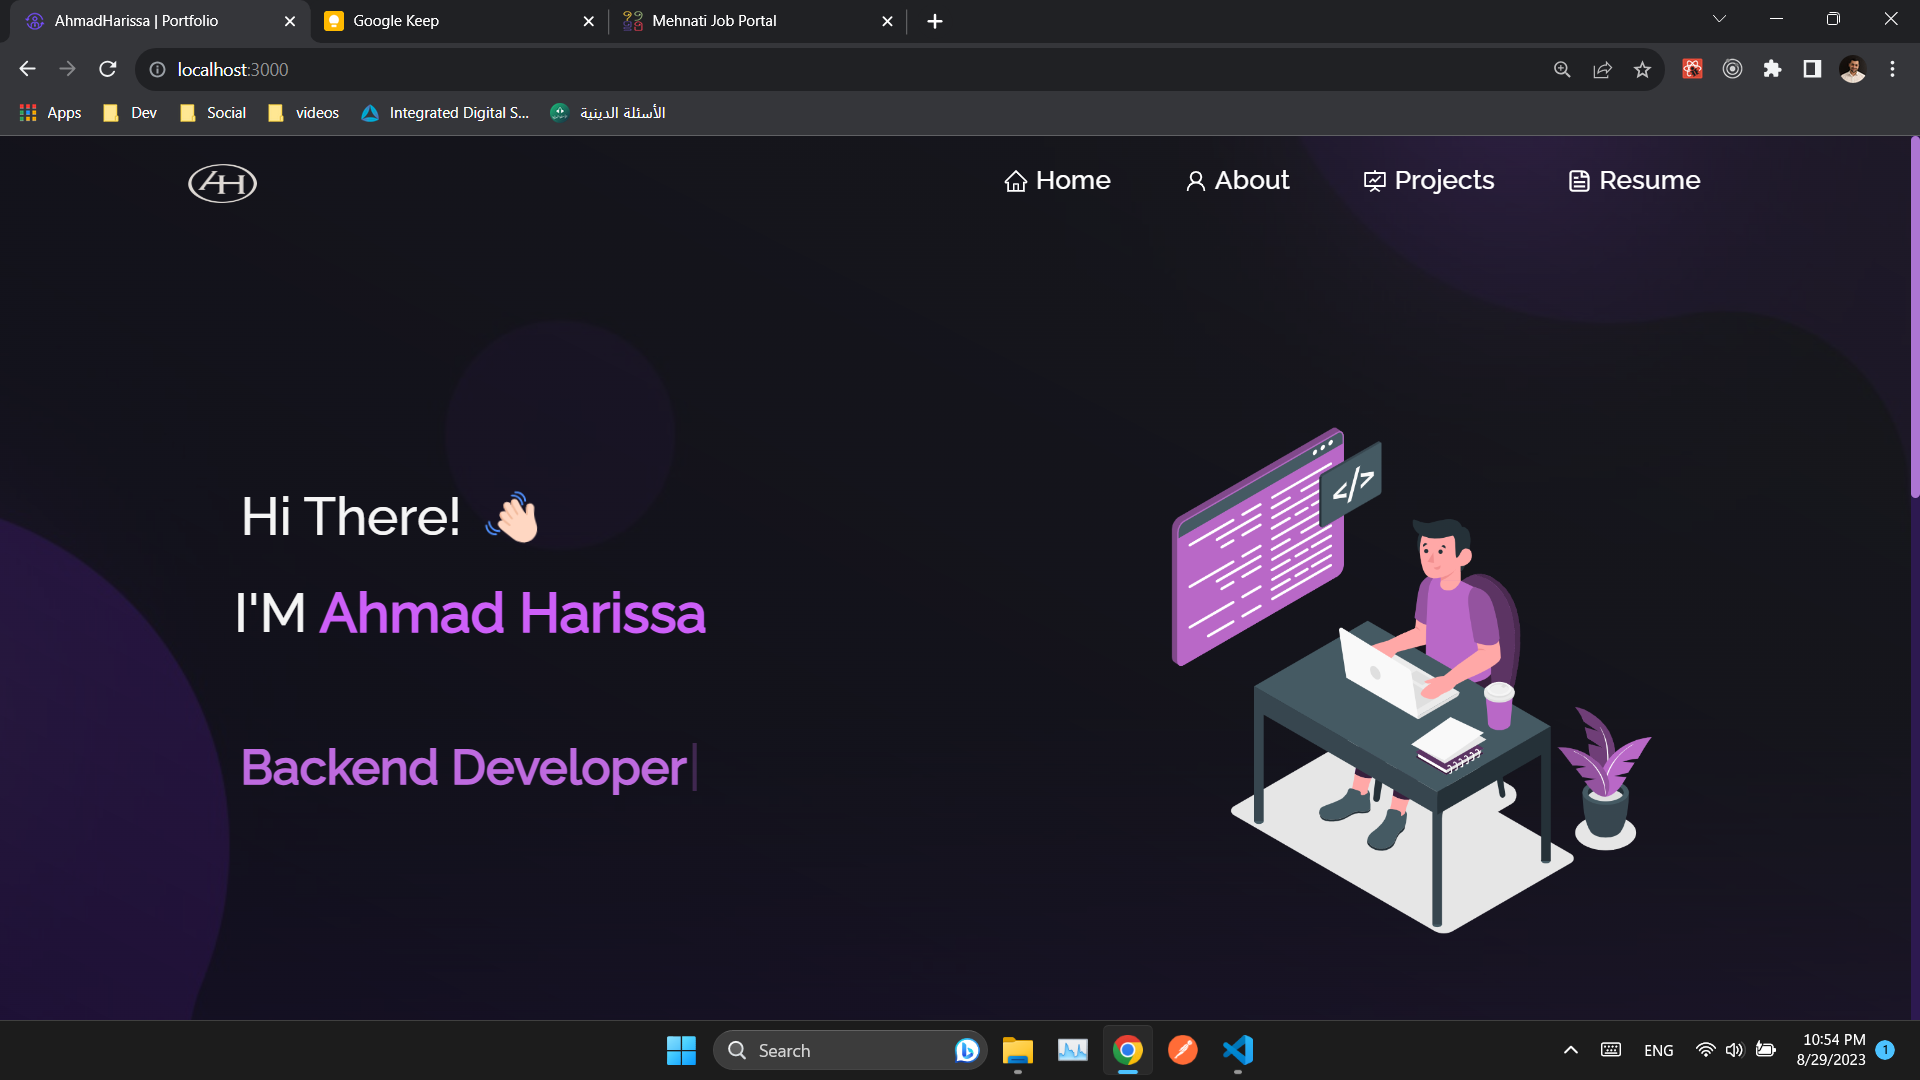 AhmadHarissa | Portfolio
Google Keep
Mehnati Job Portal
localhost:3000
Apps
Dev
Social
videos
Integrated Digital S...
الأسئلة الدينية
AH
Home
About
Projects
Resume
</>
Hi There!
I'M Ahmad Harissa
Backend Developer|
Search
ENG
10:54 PM
8/29/2023
1